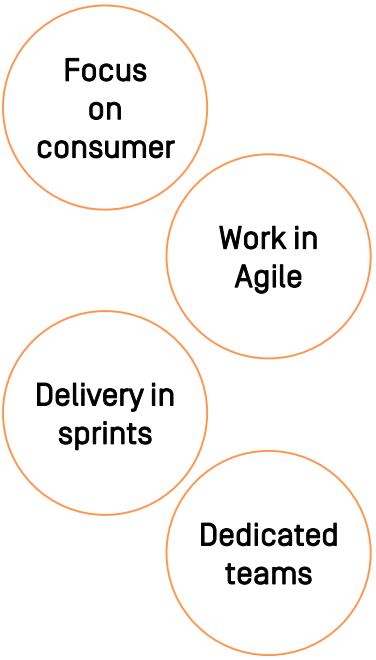 Focus
on
consumer
Work in
Agile
Delivery in
sprints
Dedicated
teams